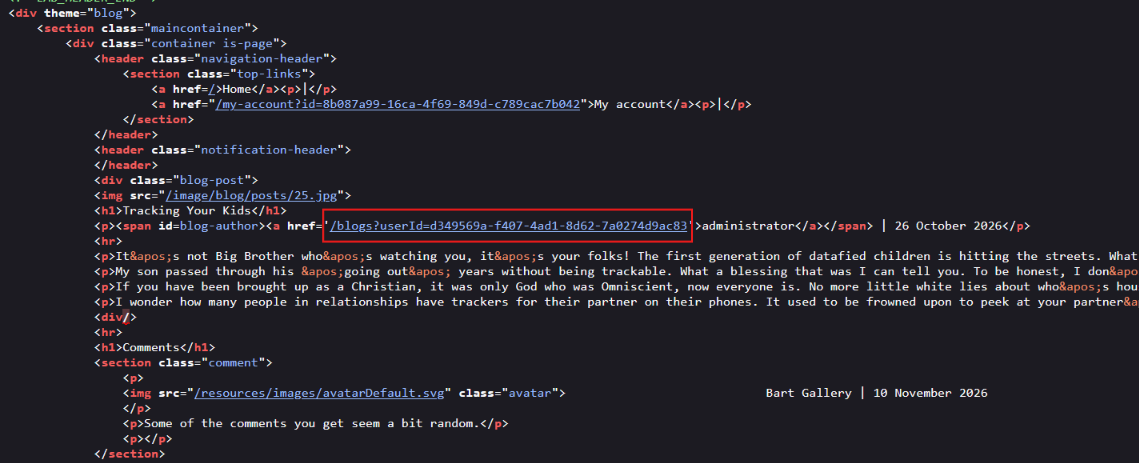 <div theme="blog">
<section class="maincontainer">
<div class="container is-page">
<header class="navigation-header">
<section class="top-links">
<a href=/>Home</a><p>|</p>
<a href="/my-account?id=8b087a99-16ca-4f69-849d-c789cac7b042">My account</a><p>|</p>
</section>
</header>
<header class="notification-header">
</header>
<div class="blog-post">
<img src="/image/blog/posts/25.jpg">
<h1>Tracking Your Kids</h1>
<p><span id=blog-author><a href="/blogs?userId=d349569a-f407-4ad1-8d62-7a0274d9ac83">administrator</a></span> | 26 October 2026</p>
<hr>
<p>It&apos;s not Big Brother who&apos;s watching you, it&apos;s your folks! The first generation of datafied children is hitting the streets. What
<p>My son passed through his &apos;going out&apos; years without being trackable. What a blessing that was I can tell you. To be honest, I don&apos
<p>If you have been brought up as a Christian, it was only God who was Omniscient, now everyone is. No more little white lies about who&apos;s hou
<p>I wonder how many people in relationships have trackers for their partner on their phones. It used to be frowned upon to peek at your partner&a
<div/>
<hr>
<h1>Comments</h1>
<section class="comment">
<p>
<img src="/resources/images/avatarDefault.svg" class="avatar"> Bart Gallery | 10 November 2026
</p>
<p>Some of the comments you get seem a bit random.</p>
<p></p>
</section>